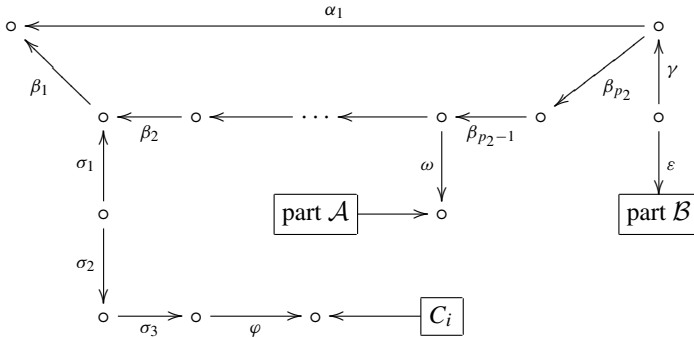 α₁
β₁ β_{p₂} γ
β₂ ⋯ β_{p₂−1}
σ₁ ω ε
part 𝒜 part ℬ
σ₂
C_i
σ₃ φ